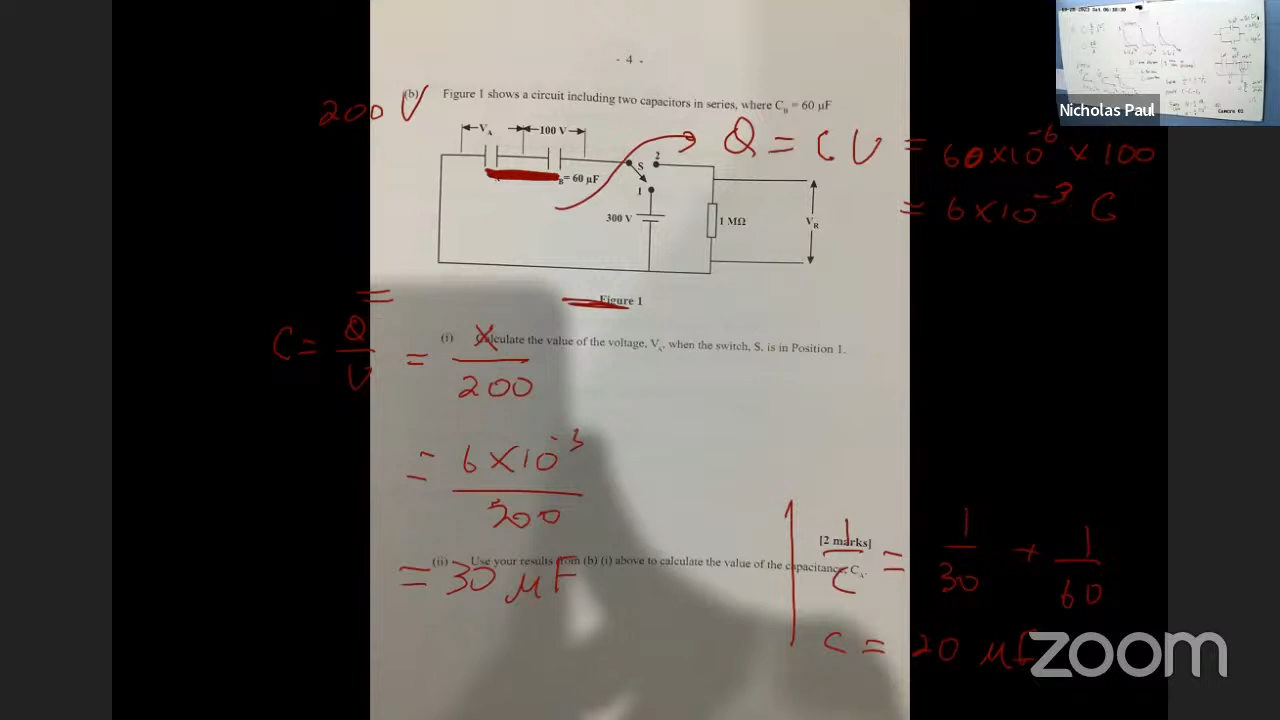 - 4 -
(b) Figure 1 shows a circuit including two capacitors in series, where C_B = 60 μF
200 V
V_A
100 V
Q = CV = 60 × 10^-6 × 100
= 6 × 10^-3 C
B = 60 μF
S
2
1
300 V
1 MΩ
V_R
Figure 1
=
(i) Calculate the value of the voltage, V_A, when the switch, S, is in Position 1.
C = Q/V = x/200
= 6 × 10^-3 / 200
[2 marks]
(ii) Use your results from (b) (i) above to calculate the value of the capacitance, C_A.
= 30 μF
1/C = 1/30 + 1/60
C = 20 μF
zoom
Nicholas Paul
Camera 01